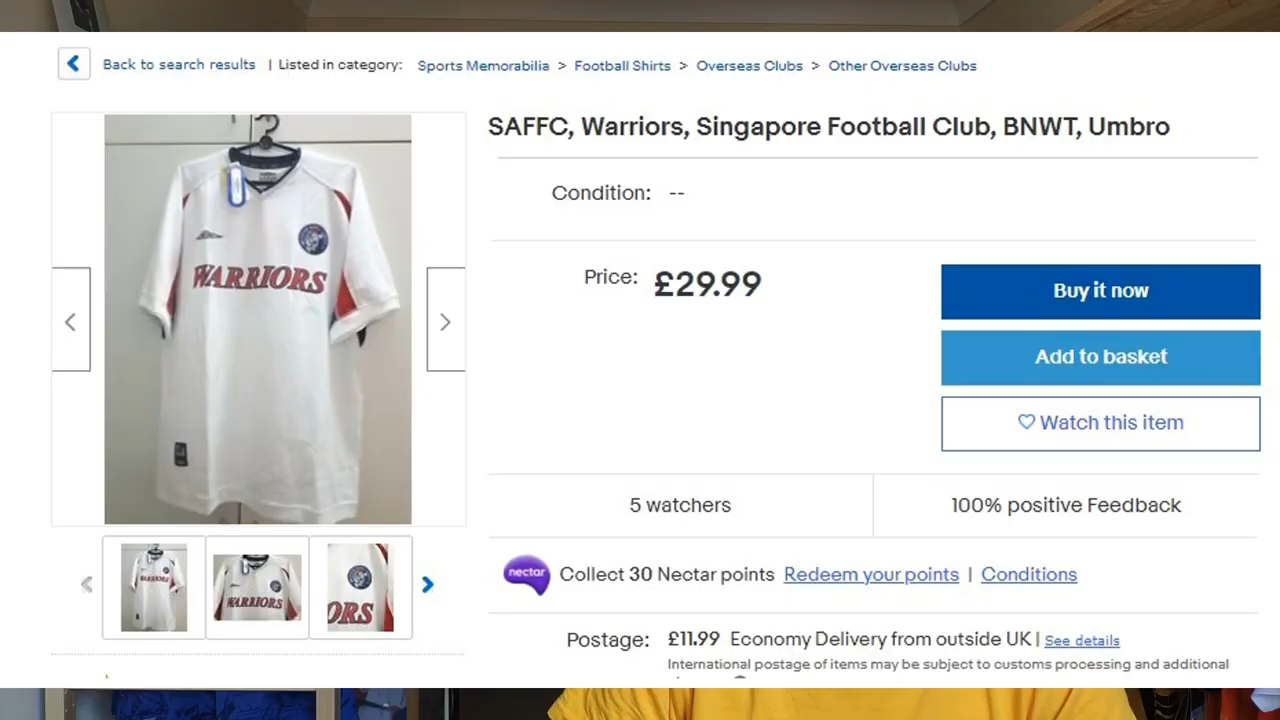 Back to search results | Listed in category: Sports Memorabilia > Football Shirts > Overseas Clubs > Other Overseas Clubs
SAFFC, Warriors, Singapore Football Club, BNWT, Umbro
Condition: --
Price: £29.99
Buy it now
Add to basket
Watch this item
WARRIORS
5 watchers
100% positive Feedback
nectar
Collect 30 Nectar points Redeem your points | Conditions
WARRIORS
WARRIORS
ORS
Postage: £11.99 Economy Delivery from outside UK | See details
International postage of items may be subject to customs processing and additional